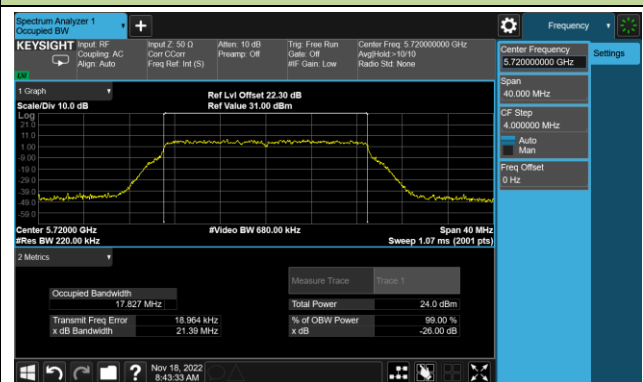 Spectrum Analyzer 1
Occupied BW
+
Frequency
KEYSIGHT
Input: RF
Coupling: AC
Align: Auto
Input Z: 50 Ω
Corr CCorr
Freq Ref: Int (S)
Atten: 10 dB
Preamp: Off
Trig: Free Run
Gate: Off
#IF Gain: Low
Center Freq: 5.720000000 GHz
Avg|Hold:>10/10
Radio Std: None
Center Frequency
5.720000000 GHz
Settings
Span
40.000 MHz
CF Step
4.000000 MHz
Auto
Man
Freq Offset
0 Hz
1 Graph
Scale/Div 10.0 dB
Ref Lvl Offset 22.30 dB
Ref Value 31.00 dBm
Log
21.0
11.0
1.00
-9.00
-19.0
-29.0
-39.0
-49.0
-59.0
Center 5.72000 GHz
#Res BW 220.00 kHz
#Video BW 680.00 kHz
Span 40 MHz
Sweep 1.07 ms (2001 pts)
2 Metrics
Measure Trace
Trace 1
Occupied Bandwidth
17.827 MHz
Total Power
24.0 dBm
Transmit Freq Error
18.964 kHz
% of OBW Power
99.00 %
x dB Bandwidth
21.39 MHz
x dB
-26.00 dB
?
Nov 18, 2022
8:43:33 AM